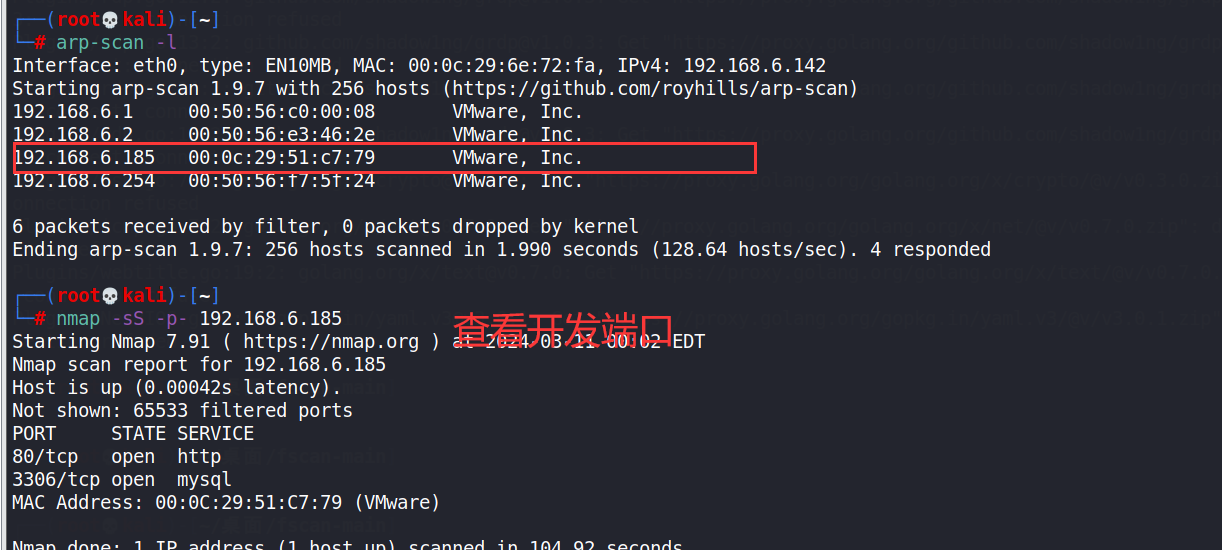 ┌──(root💀kali)-[~]
└─# arp-scan -l
Interface: eth0, type: EN10MB, MAC: 00:0c:29:6e:72:fa, IPv4: 192.168.6.142
Starting arp-scan 1.9.7 with 256 hosts (https://github.com/royhills/arp-scan)
192.168.6.1     00:50:56:c0:00:08       VMware, Inc.
192.168.6.2     00:50:56:e3:46:2e       VMware, Inc.
192.168.6.185   00:0c:29:51:c7:79       VMware, Inc.
192.168.6.254   00:50:56:f7:5f:24       VMware, Inc.
6 packets received by filter, 0 packets dropped by kernel
Ending arp-scan 1.9.7: 256 hosts scanned in 1.990 seconds (128.64 hosts/sec). 4 responded
┌──(root💀kali)-[~]
└─# nmap -sS -p- 192.168.6.185
查看开发端口
Starting Nmap 7.91 ( https://nmap.org ) at 2024-03-11 00:02 EDT
Nmap scan report for 192.168.6.185
Host is up (0.00042s latency).
Not shown: 65533 filtered ports
PORT     STATE SERVICE
80/tcp   open  http
3306/tcp open  mysql
MAC Address: 00:0C:29:51:C7:79 (VMware)
Nmap done: 1 IP address (1 host up) scanned in 104.92 seconds